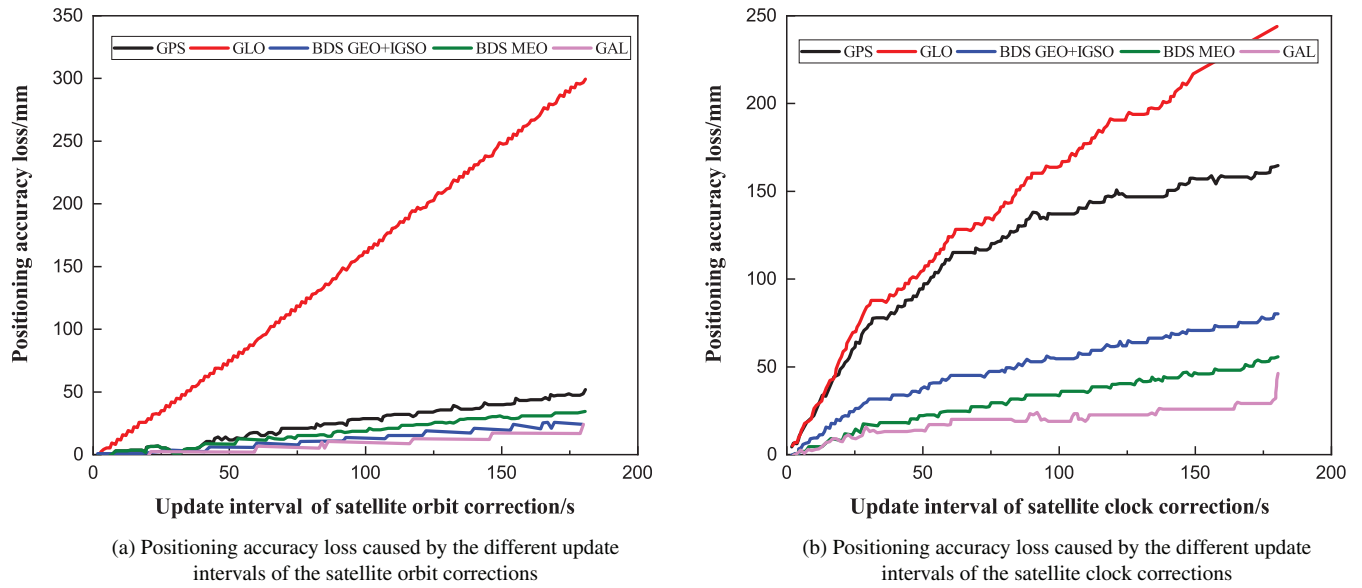 350
300
250
200
150
100
50
0
Positioning accuracy loss/mm
GPS GLO BDS GEO+IGSO BDS MEO GAL
50 100 150 200
Update interval of satellite orbit correction/s
(a) Positioning accuracy loss caused by the different update
intervals of the satellite orbit corrections
250
200
150
100
50
0
Positioning accuracy loss/mm
GPS GLO BDS GEO+IGSO BDS MEO GAL
0 50 100 150 200
Update interval of satellite clock correction/s
(b) Positioning accuracy loss caused by the different update
intervals of the satellite clock corrections